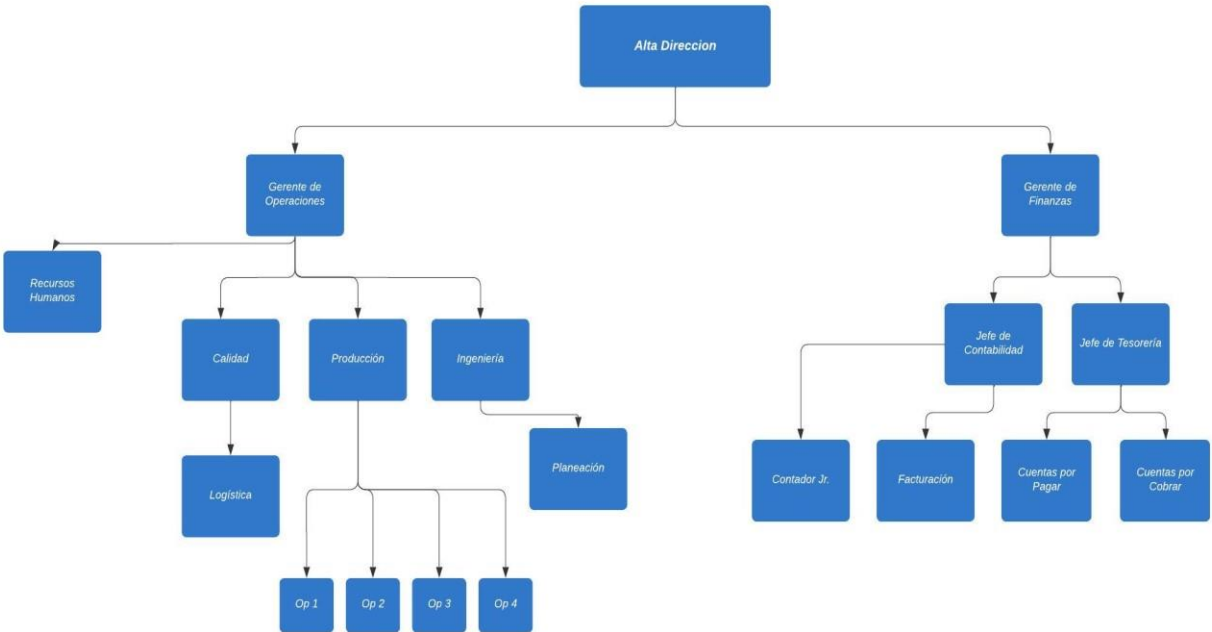 Alta Direccion
Gerente de
Operaciones
Gerente de
Finanzas
Recursos
Humanos
Calidad
Producción
Ingeniería
Jefe de
Contabilidad
Jefe de Tesorería
Logística
Planeación
Contador Jr.
Facturación
Cuentas por
Pagar
Cuentas por
Cobrar
Op 1
Op 2
Op 3
Op 4